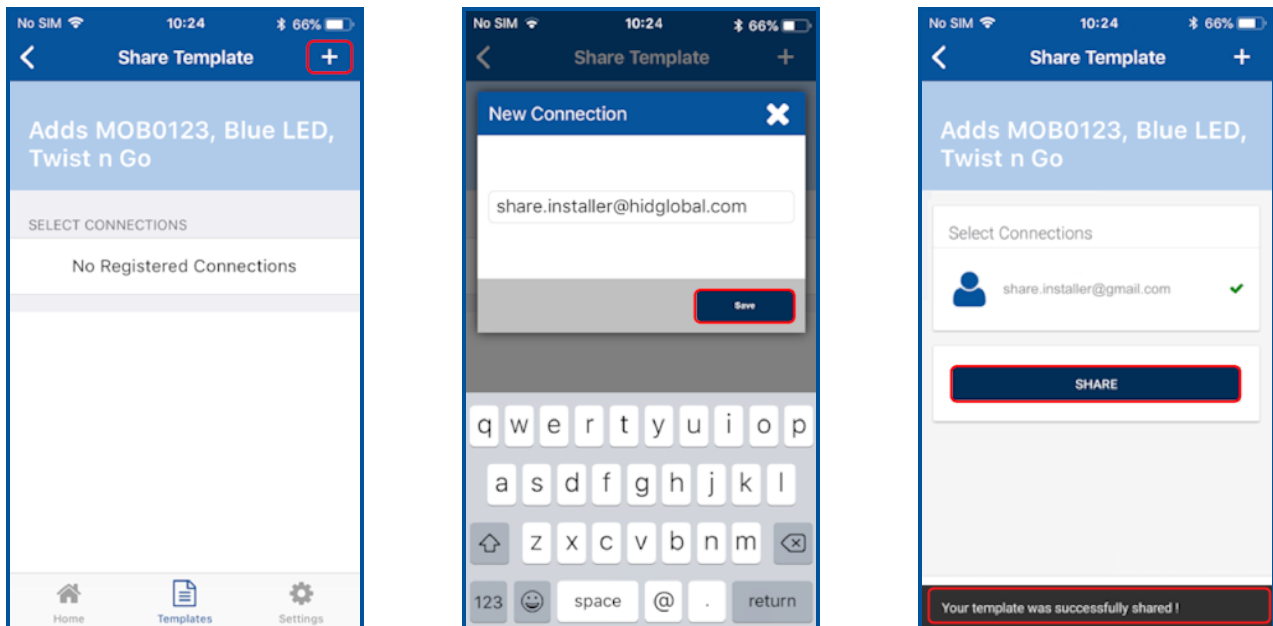 No SIM 10:24 66%
Share Template +
Adds MOB0123, Blue LED,
Twist n Go
SELECT CONNECTIONS
No Registered Connections
Home Templates Settings
No SIM 10:24 66%
Share Template +
New Connection
share.installer@hidglobal.com
Save
q w e r t y u i o p
a s d f g h j k l
z x c v b n m
123 space @ . return
No SIM 10:24 66%
Share Template +
Adds MOB0123, Blue LED,
Twist n Go
Select Connections
share.installer@gmail.com
SHARE
Your template was successfully shared !